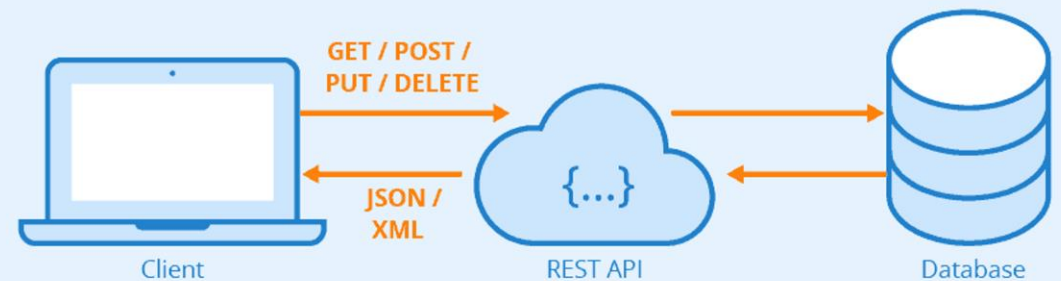 GET / POST /
PUT / DELETE
{...}
JSON /
XML
Client
REST API
Database